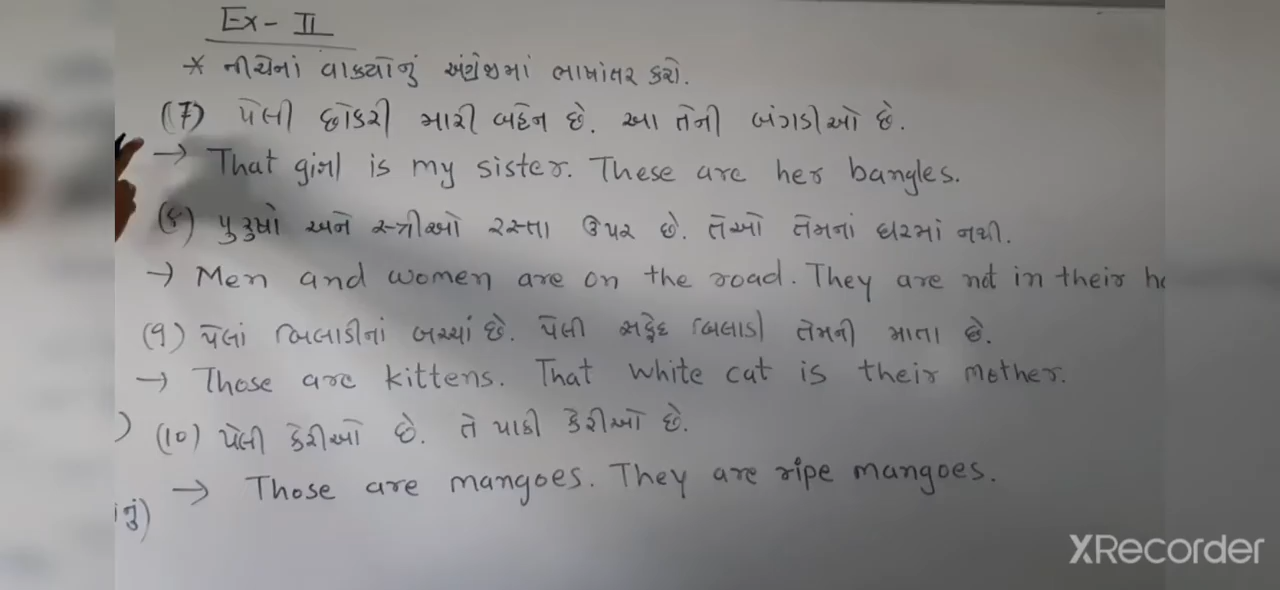 Ex - II
* નીચેનાં વાક્યોનું અંગ્રેજીમાં ભાષાંતર કરો.
(7) પેલી છોકરી મારી બહેન છે. આ તેની બંગડીઓ છે.
→ That girl is my sister. These are her bangles.
(8) પુરુષો અને સ્ત્રીઓ રસ્તા ઉપર છે. તેઓ તેમનાં ઘરમાં નથી.
→ Men and women are on the road. They are not in their
(9) પેલાં બિલાડીનાં બચ્ચાં છે. પેલી સફેદ બિલાડી તેમની માતા છે.
→ Those are kittens. That white cat is their mother.
(10) પેલી કેરીઓ છે. તે પાકી કેરીઓ છે.
→ Those are mangoes. They are ripe mangoes.
XRecorder